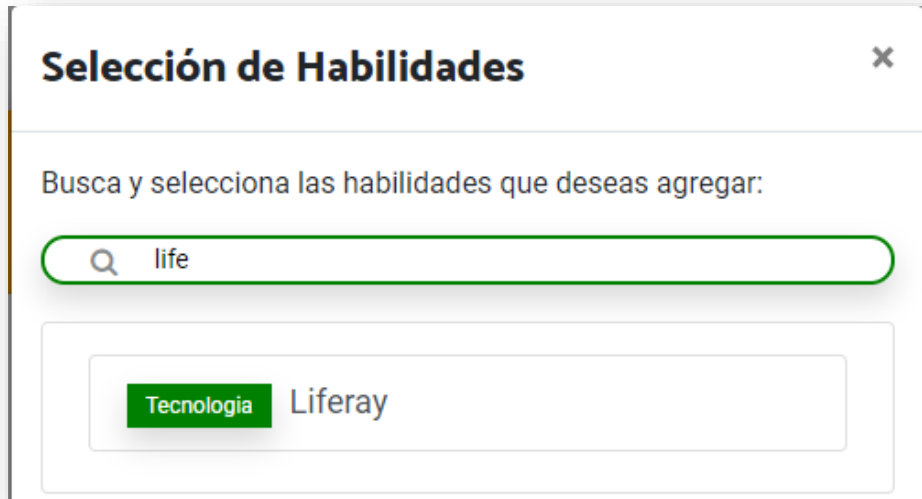 Selección de Habilidades
Busca y selecciona las habilidades que deseas agregar:
life
Tecnologia Liferay